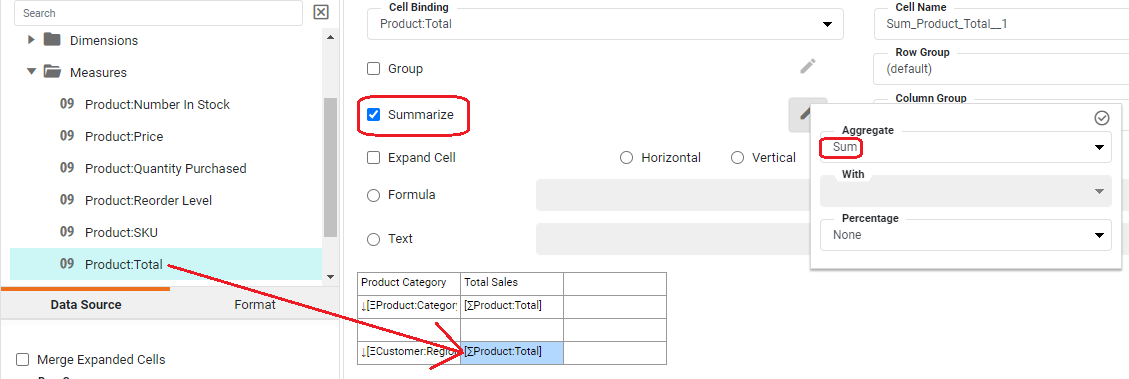 Search
Dimensions
Measures
09 Product:Number In Stock
09 Product:Price
09 Product:Quantity Purchased
09 Product:Reorder Level
09 Product:SKU
09 Product:Total
Data Source Format
Merge Expanded Cells
Cell Binding
Product:Total
Cell Name
Sum_Product_Total__1
Group
Row Group
(default)
Summarize
Column Group
Expand Cell Horizontal Vertical
Formula
Text
Aggregate
Sum
With
Percentage
None
Product Category Total Sales
↓[ΞProduct:Category [ΣProduct:Total]
↓[ΞCustomer:Region [ΣProduct:Total]